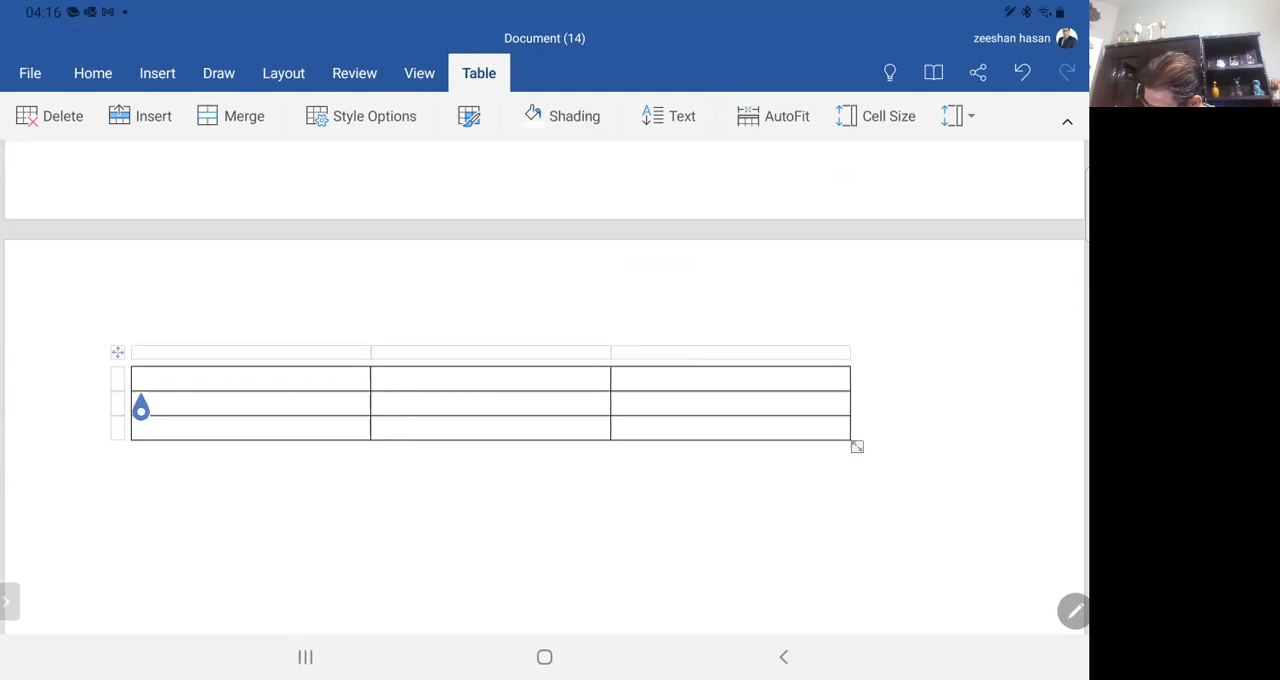 04:16
Document (14)
zeeshan hasan
File Home Insert Draw Layout Review View Table
Delete Insert Merge Style Options Shading Text AutoFit Cell Size